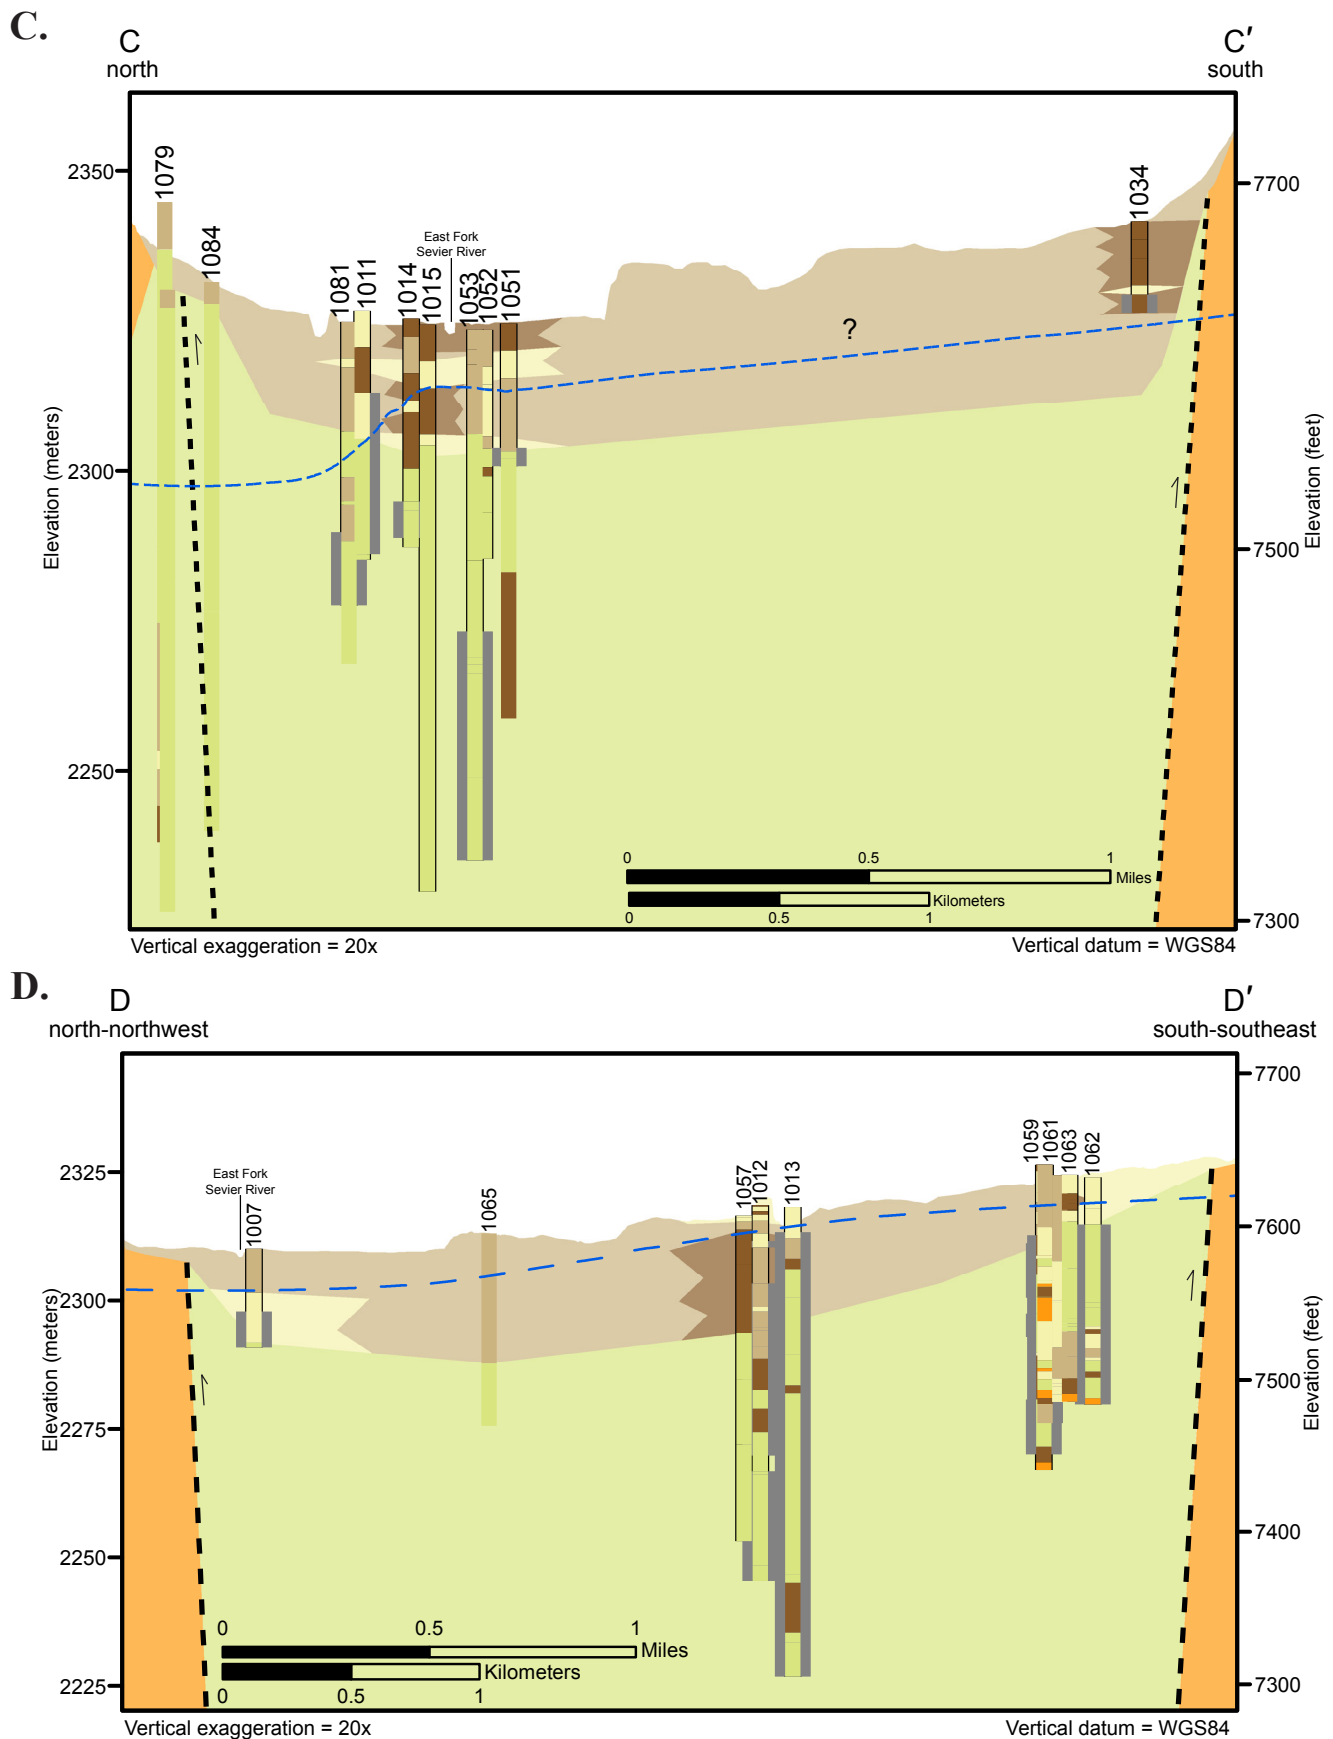 C.
C
north
C′
south
2350
2300
2250
Elevation (meters)
7700
7500
7300
Elevation (feet)
1079
1084
1081
1011
1014
1015
East Fork
Sevier River
1053
1052
1051
1034
?
0 0.5 1
Miles
Kilometers
0 0.5 1
Vertical exaggeration = 20x
Vertical datum = WGS84
D.
D
north-northwest
D′
south-southeast
2325
2300
2275
2250
2225
Elevation (meters)
7700
7600
7500
7400
7300
Elevation (feet)
East Fork
Sevier River
1007
1065
1057
1012
1013
1059
1061
1063
1062
0 0.5 1
Miles
Kilometers
0 0.5 1
Vertical exaggeration = 20x
Vertical datum = WGS84